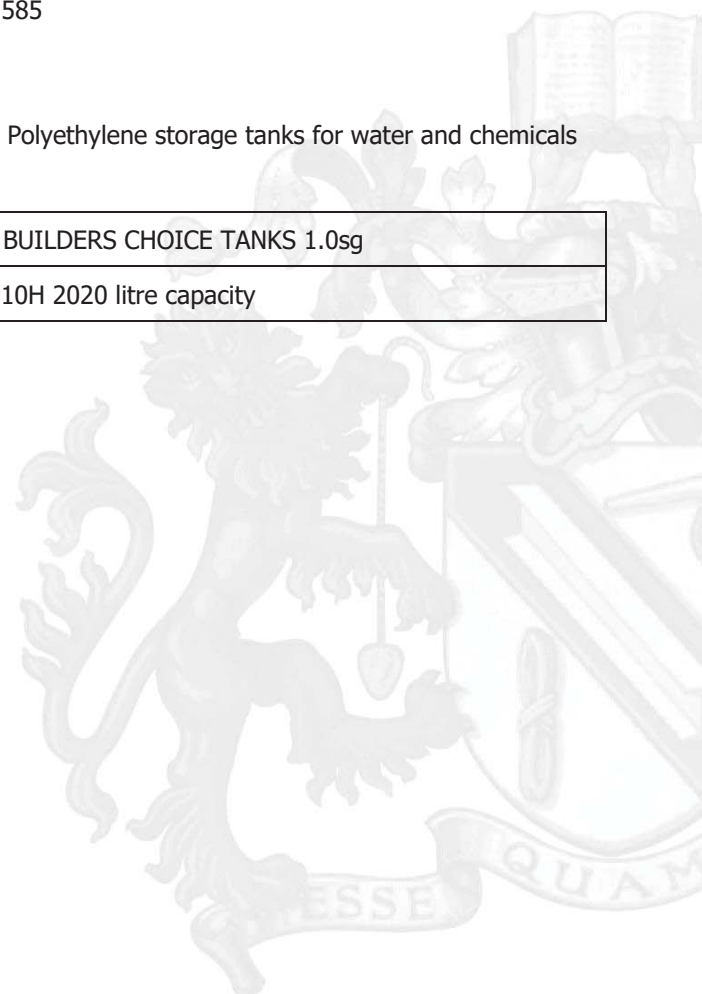 585
Polyethylene storage tanks for water and chemicals
BUILDERS CHOICE TANKS 1.0sg
10H 2020 litre capacity
ESSE
QUAM